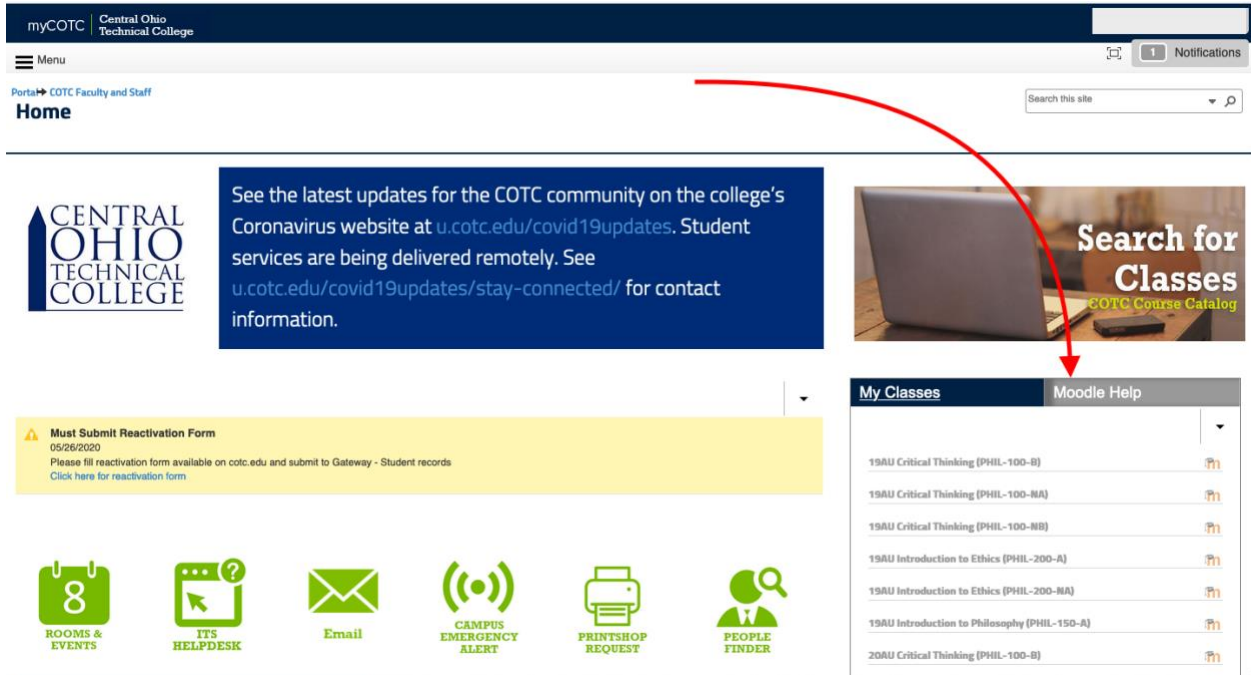 myCOTC
Central Ohio
Technical College
Menu
1 Notifications
Portal COTC Faculty and Staff
Home
Search this site
CENTRAL
OHIO
TECHNICAL
COLLEGE
See the latest updates for the COTC community on the college's
Coronavirus website at u.cotc.edu/covid19updates. Student
services are being delivered remotely. See
u.cotc.edu/covid19updates/stay-connected/ for contact
information.
Search for
Classes
COTC Course Catalog
Must Submit Reactivation Form
05/26/2020
Please fill reactivation form available on cotc.edu and submit to Gateway - Student records
Click here for reactivation form
8
ROOMS &
EVENTS
?
ITS
HELPDESK
Email
CAMPUS
EMERGENCY
ALERT
PRINTSHOP
REQUEST
PEOPLE
FINDER
My Classes
Moodle Help
19AU Critical Thinking (PHIL-100-B)
19AU Critical Thinking (PHIL-100-NA)
19AU Critical Thinking (PHIL-100-NB)
19AU Introduction to Ethics (PHIL-200-A)
19AU Introduction to Ethics (PHIL-200-NA)
19AU Introduction to Philosophy (PHIL-150-A)
20AU Critical Thinking (PHIL-100-B)